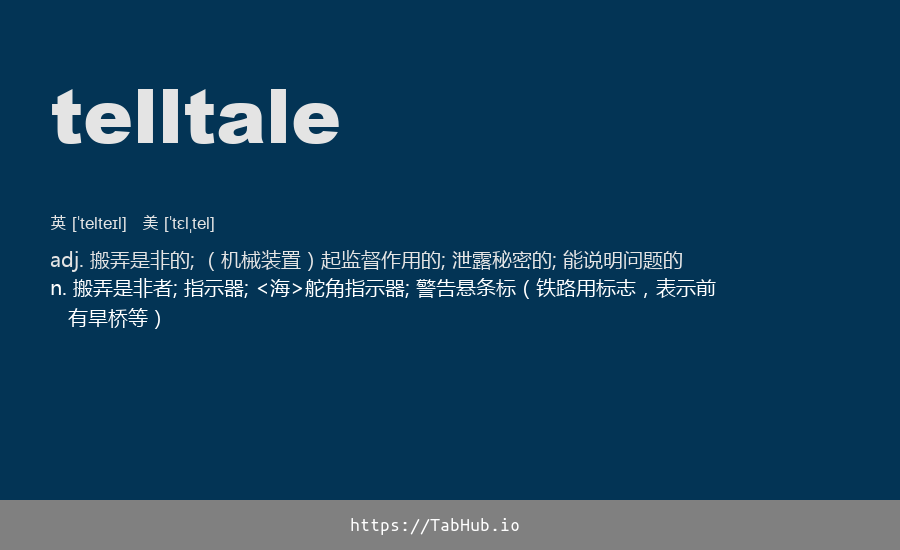 telltale
英 [ˈtelteɪl] 美 [ˈtɛlˌtel]
adj. 搬弄是非的; （机械装置）起监督作用的; 泄露秘密的; 能说明问题的
n. 搬弄是非者; 指示器; <海>舵角指示器; 警告悬条标（铁路用标志，表示前
有旱桥等）
https://TabHub.io